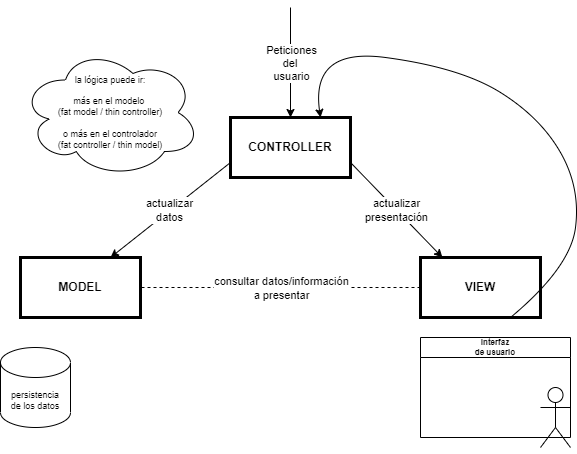 Peticiones
del
usuario
la lógica puede ir:
más en el modelo
(fat model / thin controller)
o más en el controlador
(fat controller / thin model)
CONTROLLER
actualizar
datos
actualizar
presentación
MODEL
consultar datos/información
a presentar
VIEW
Interfaz
de usuario
persistencia
de los datos